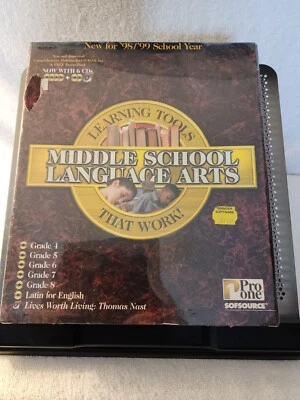 New for '98/'99 School Year
NOW WITH 6 CDs
LEARNING TOOLS
MIDDLE SCHOOL
LANGUAGE ARTS
THAT WORK!
Grade 4
Grade 5
Grade 6
Grade 7
Grade 8
Latin for English
Lives Worth Living: Thomas Nast
Pro
one
SOFSOURCE